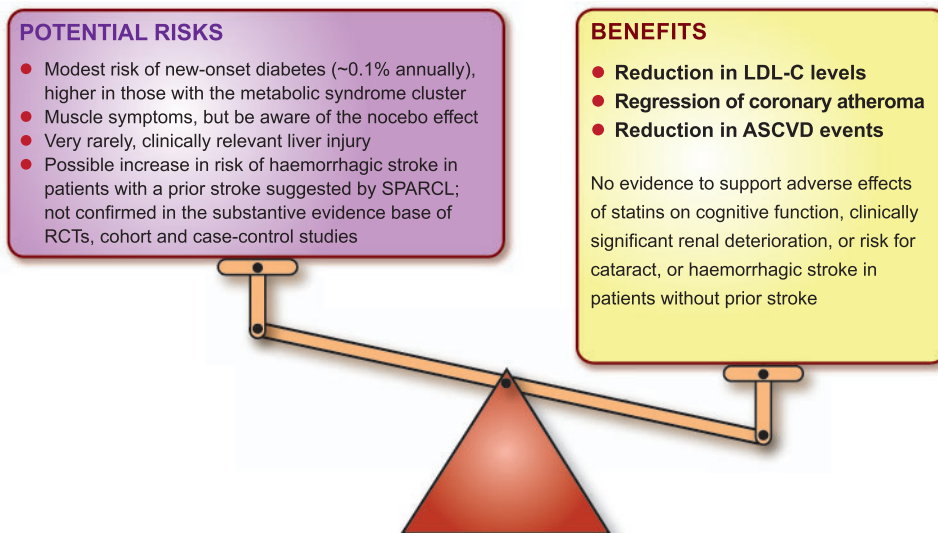 POTENTIAL RISKS
● Modest risk of new-onset diabetes (~0.1% annually),
higher in those with the metabolic syndrome cluster
● Muscle symptoms, but be aware of the nocebo effect
● Very rarely, clinically relevant liver injury
● Possible increase in risk of haemorrhagic stroke in
patients with a prior stroke suggested by SPARCL;
not confirmed in the substantive evidence base of
RCTs, cohort and case-control studies
BENEFITS
● Reduction in LDL-C levels
● Regression of coronary atheroma
● Reduction in ASCVD events
No evidence to support adverse effects
of statins on cognitive function, clinically
significant renal deterioration, or risk for
cataract, or haemorrhagic stroke in
patients without prior stroke